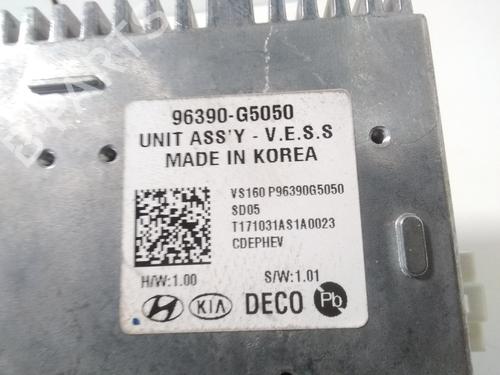 96390-G5050
UNIT ASS'Y - V.E.S.S
MADE IN KOREA
VS160 P96390G5050
SD05
T171031AS1A0023
CDEPHEV
H/W:1.00 S/W:1.01
KIA DECO Pb